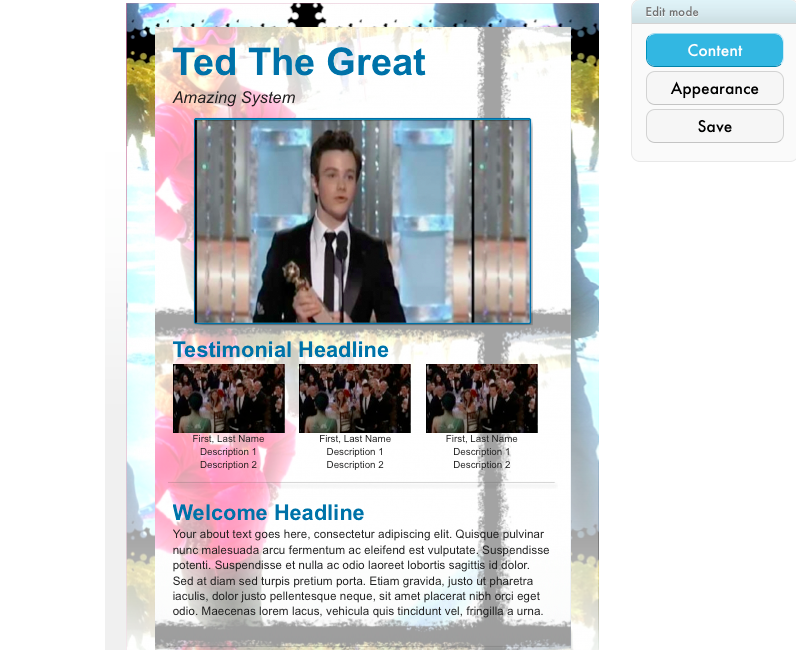 Edit mode
Content
Appearance
Save
Ted The Great
Amazing System
Testimonial Headline
First, Last Name First, Last Name First, Last Name
Description 1 Description 1 Description 1
Description 2 Description 2 Description 2
Welcome Headline
Your about text goes here, consectetur adipiscing elit. Quisque pulvinar
nunc malesuada arcu fermentum ac eleifend est vulputate. Suspendisse
potenti. Suspendisse et nulla ac odio laoreet lobortis sagittis id dolor.
Sed at diam sed turpis pretium porta. Etiam gravida, justo ut pharetra
iaculis, dolor justo pellentesque neque, sit amet placerat nibh orci eget
odio. Maecenas lorem lacus, vehicula quis tincidunt vel, fringilla a urna.